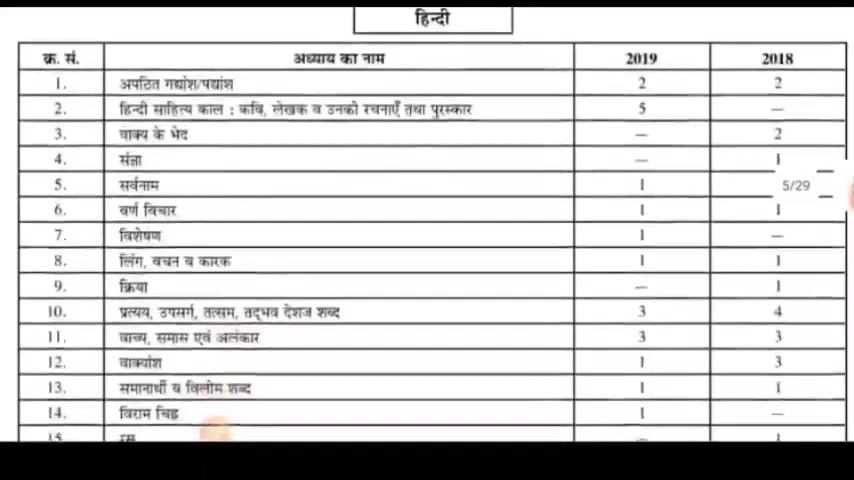 हिन्दी
क्र. सं. अध्याय का नाम 2019 2018
1. अपठित गद्यांश/पद्यांश 2 2
2. हिन्दी साहित्य काल : कवि, लेखक व उनकी रचनाएँ तथा पुरस्कार 5 —
3. वाक्य के भेद — 2
4. संज्ञा — 1
5. सर्वनाम 1 5/29 —
6. वर्ण विचार 1 1
7. विशेषण 1 —
8. लिंग, वचन व कारक 1 1
9. क्रिया — 1
10. प्रत्यय, उपसर्ग, तत्सम, तद्भव देशज शब्द 3 4
11. वाच्य, समास एवं अलंकार 3 3
12. वाक्यांश 1 3
13. समानार्थी व विलोम शब्द 1 1
14. विराम चिह्न 1 —
15. रस — 1